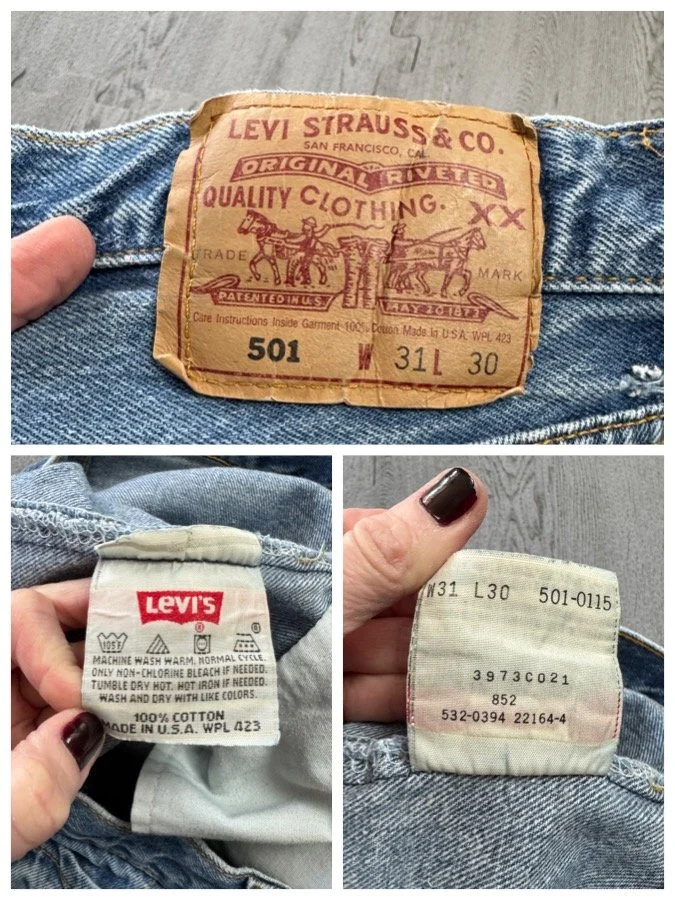 LEVI STRAUSS & CO.
SAN FRANCISCO, CAL.
ORIGINAL RIVETED
QUALITY CLOTHING. XX
TRADE MARK
PATENTED IN U.S. MAY 20 1873
Care Instructions Inside Garment 100% Cotton Made In U.S.A. WPL 423
501 W 31 L 30
LEVI'S
®
105F ®
MACHINE WASH WARM. NORMAL CYCLE.
ONLY NON-CHLORINE BLEACH IF NEEDED.
TUMBLE DRY HOT. HOT IRON IF NEEDED.
WASH AND DRY WITH LIKE COLORS.
100% COTTON
MADE IN U.S.A. WPL 423
W31 L30 501-0115
3973C021
852
532-0394 22164-4